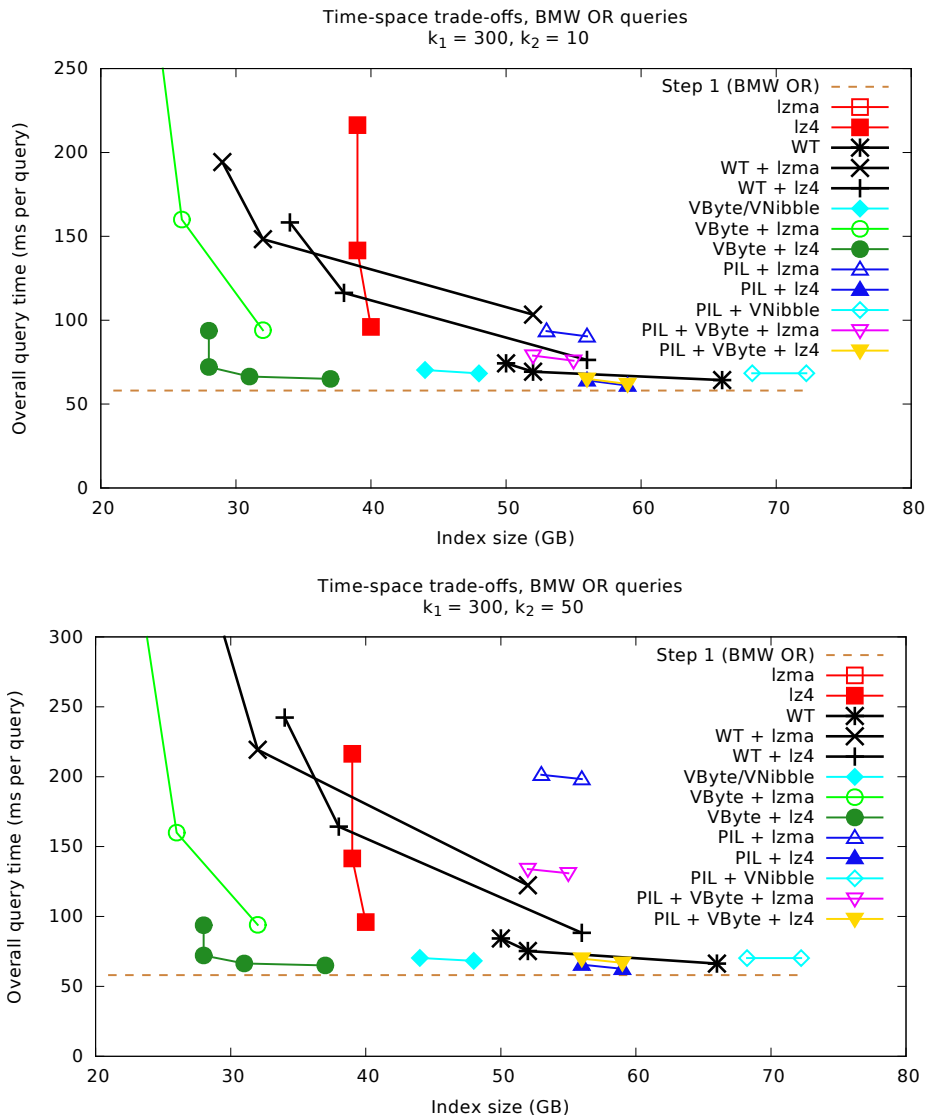 Time-space trade-offs, BMW OR queries
k₁ = 300, k₂ = 10
250
200
150
100
50
0
Overall query time (ms per query)
Step 1 (BMW OR)
lzma
lz4
WT
WT + lzma
WT + lz4
VByte/VNibble
VByte + lzma
VByte + lz4
PIL + lzma
PIL + lz4
PIL + VNibble
PIL + VByte + lzma
PIL + VByte + lz4
20 30 40 50 60 70 80
Index size (GB)
Time-space trade-offs, BMW OR queries
k₁ = 300, k₂ = 50
300
250
200
150
100
50
0
Overall query time (ms per query)
Step 1 (BMW OR)
lzma
lz4
WT
WT + lzma
WT + lz4
VByte/VNibble
VByte + lzma
VByte + lz4
PIL + lzma
PIL + lz4
PIL + VNibble
PIL + VByte + lzma
PIL + VByte + lz4
20 30 40 50 60 70 80
Index size (GB)